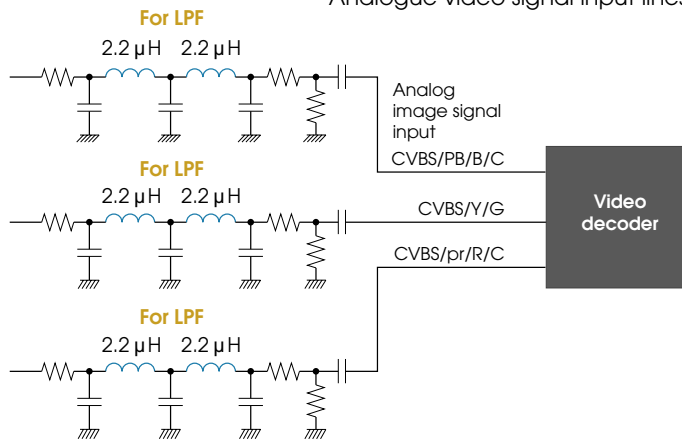 Analogue video signal input lines
For LPF
2.2 µH 2.2 µH
Analog
image signal
input
CVBS/PB/B/C
For LPF
2.2 µH 2.2 µH
CVBS/Y/G
Video
decoder
CVBS/pr/R/C
For LPF
2.2 µH 2.2 µH